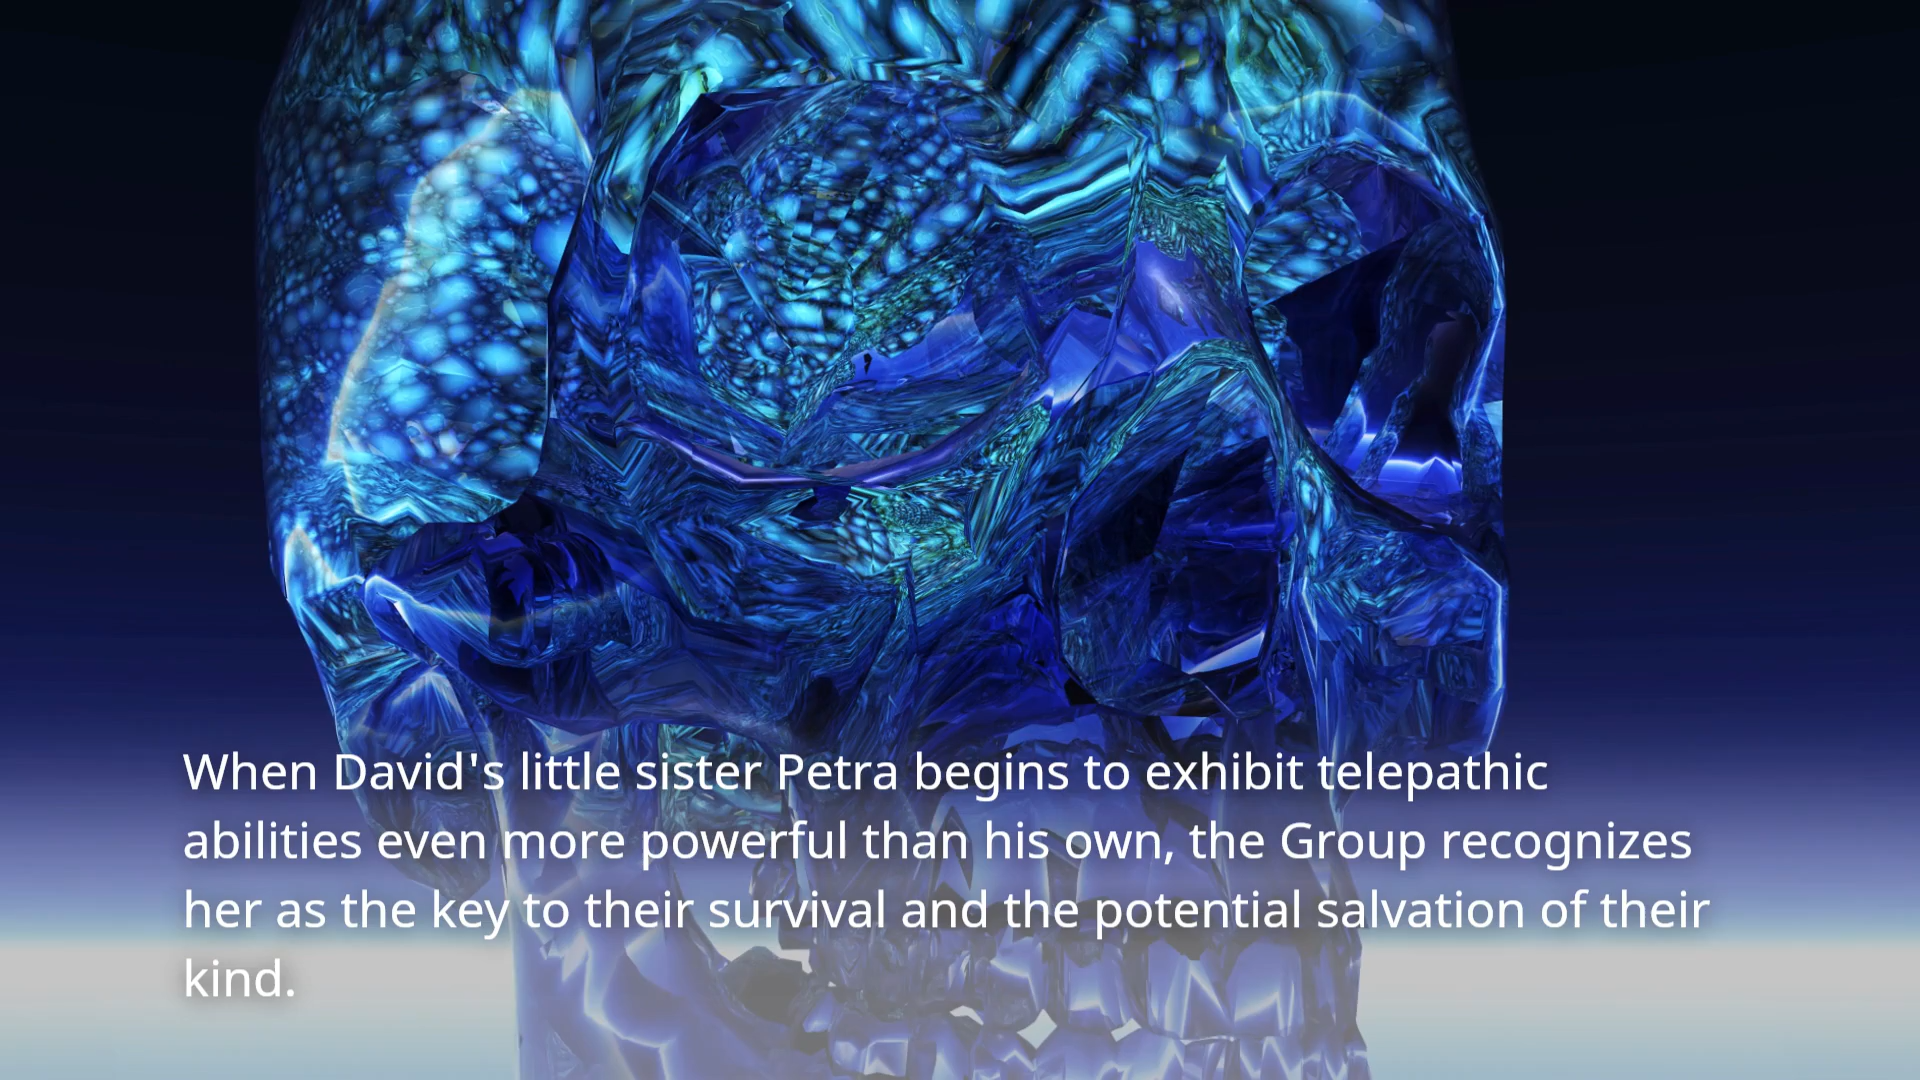 When David's little sister Petra begins to exhibit telepathic
abilities even more powerful than his own, the Group recognizes
her as the key to their survival and the potential salvation of their
kind.